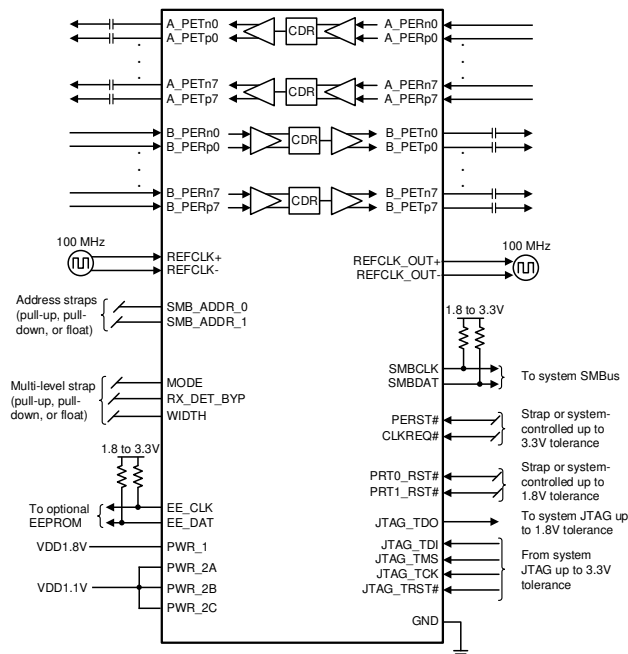 A_PETn0 CDR A_PERn0
A_PETp0 A_PERp0
A_PETn7 CDR A_PERn7
A_PETp7 A_PERp7
B_PERn0 CDR B_PETn0
B_PERp0 B_PETp0
B_PERn7 CDR B_PETn7
B_PERp7 B_PETp7
100 MHz
REFCLK+
REFCLK-
100 MHz
REFCLK_OUT+
REFCLK_OUT-
Address straps
(pull-up, pull-
down, or float)
SMB_ADDR_0
SMB_ADDR_1
1.8 to 3.3V
SMBCLK
SMBDAT
To system SMBus
Multi-level strap
(pull-up, pull-
down, or float)
MODE
RX_DET_BYP
WIDTH
PERST#
CLKREQ#
Strap or system-
controlled up to
3.3V tolerance
1.8 to 3.3V
To optional
EEPROM
EE_CLK
EE_DAT
PRT0_RST#
PRT1_RST#
Strap or system-
controlled up to
1.8V tolerance
JTAG_TDO
To system JTAG up
to 1.8V tolerance
VDD1.8V
PWR_1
VDD1.1V
PWR_2A
PWR_2B
PWR_2C
JTAG_TDI
JTAG_TMS
JTAG_TCK
JTAG_TRST#
From system
JTAG up to 3.3V
tolerance
GND